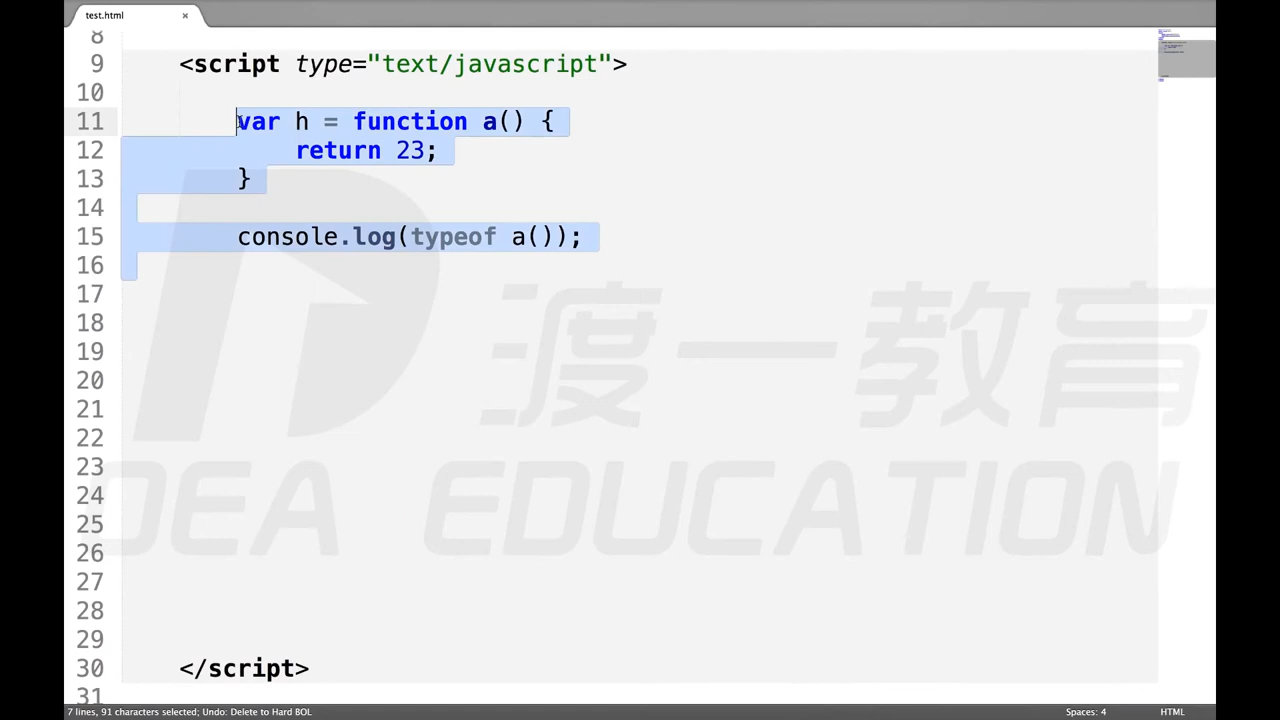 test.html ×
8
9 <script type="text/javascript">
10
11 var h = function a() {
12 return 23;
13 }
14
15 console.log(typeof a());
16
17
18
19
20
21
22
23
24
25
26
27
28
29
30 </script>
31
渡一教育
DEA EDUCATION
7 lines, 91 characters selected; Undo: Delete to Hard BOL Spaces: 4 HTML